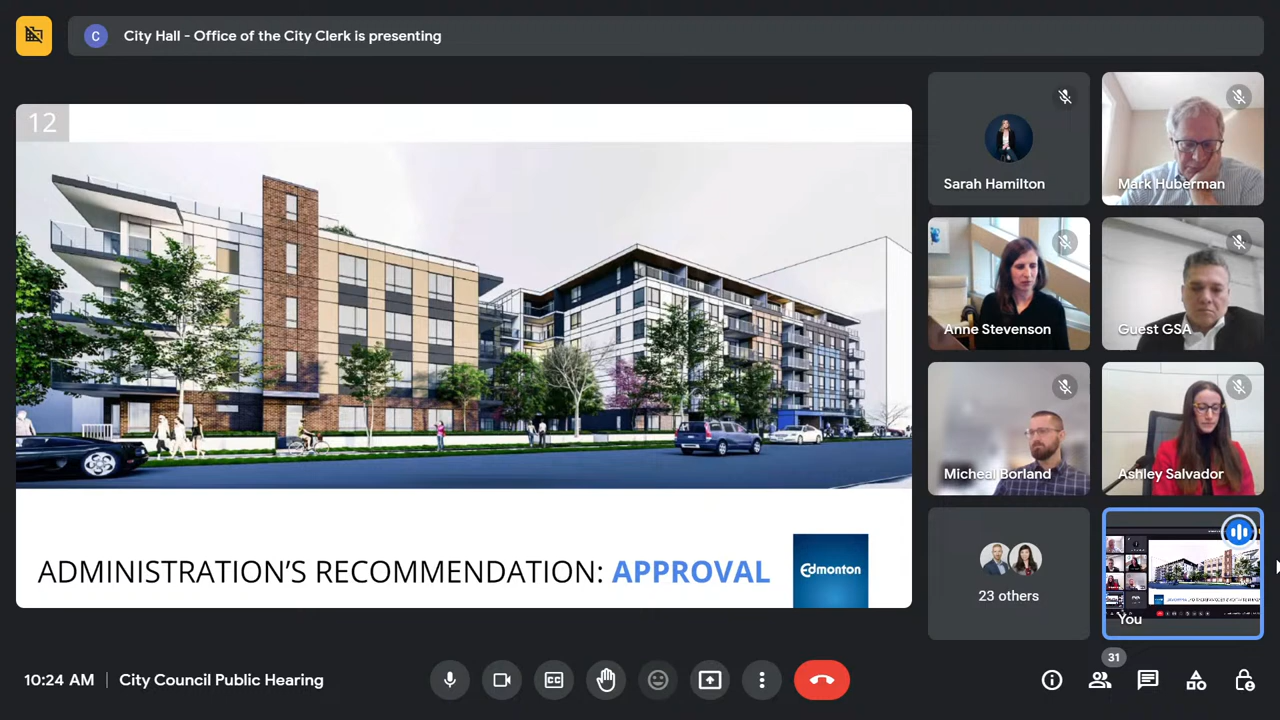 C
City Hall - Office of the City Clerk is presenting
12
ADMINISTRATION'S RECOMMENDATION: APPROVAL
Edmonton
Sarah Hamilton
Mark Huberman
Anne Stevenson
Guest GSA
Micheal Borland
Ashley Salvador
23 others
You
10:24 AM
City Council Public Hearing
31